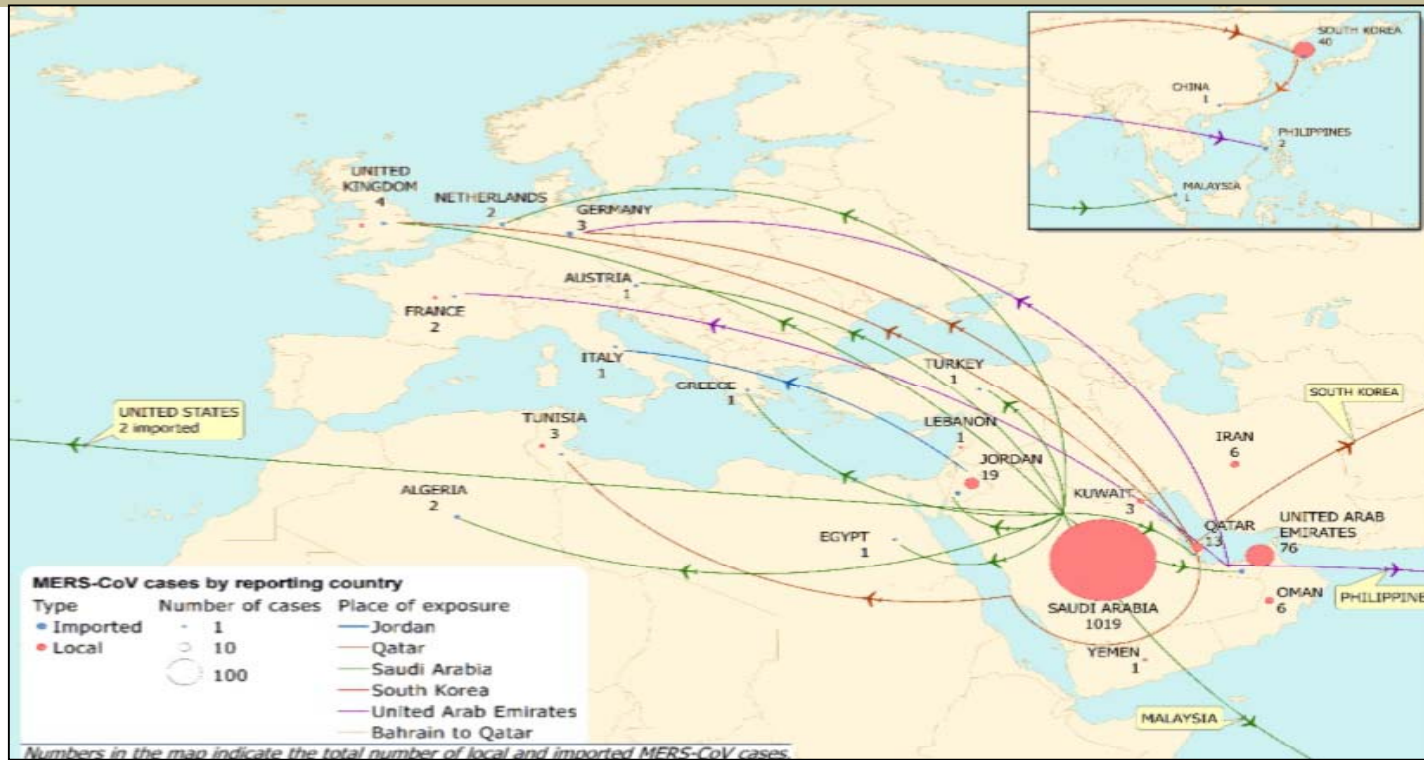 SOUTH KOREA
40
CHINA
1
PHILIPPINES
2
MALAYSIA
1
UNITED
KINGDOM
4
NETHERLANDS
2
GERMANY
3
AUSTRIA
1
FRANCE
2
ITALY
1
GREECE
1
TURKEY
1
SOUTH KOREA
UNITED STATES
2 imported
TUNISIA
3
LEBANON
1
IRAN
6
JORDAN
19
ALGERIA
2
KUWAIT
3
QATAR
13
UNITED ARAB
EMIRATES
76
EGYPT
1
PHILIPPINE
OMAN
6
SAUDI ARABIA
1019
YEMEN
1
MALAYSIA
MERS-CoV cases by reporting country
Type Number of cases Place of exposure
Imported 1 Jordan
Local 10 Qatar
100 Saudi Arabia
South Korea
United Arab Emirates
Bahrain to Qatar
Numbers in the map indicate the total number of local and imported MERS-CoV cases.